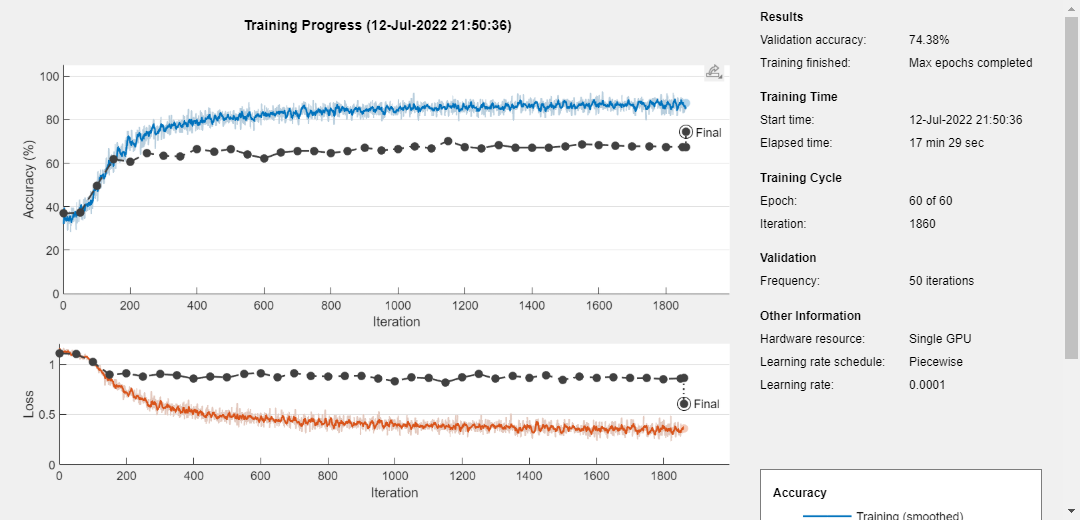 Training Progress (12-Jul-2022 21:50:36)
100
80
60
40
20
0
Accuracy (%)
Final
0 200 400 600 800 1000 1200 1400 1600 1800
Iteration
1
0.5
0
Loss
Final
0 200 400 600 800 1000 1200 1400 1600 1800
Iteration
Results
Validation accuracy: 74.38%
Training finished: Max epochs completed
Training Time
Start time: 12-Jul-2022 21:50:36
Elapsed time: 17 min 29 sec
Training Cycle
Epoch: 60 of 60
Iteration: 1860
Validation
Frequency: 50 iterations
Other Information
Hardware resource: Single GPU
Learning rate schedule: Piecewise
Learning rate: 0.0001
Accuracy
Training (smoothed)